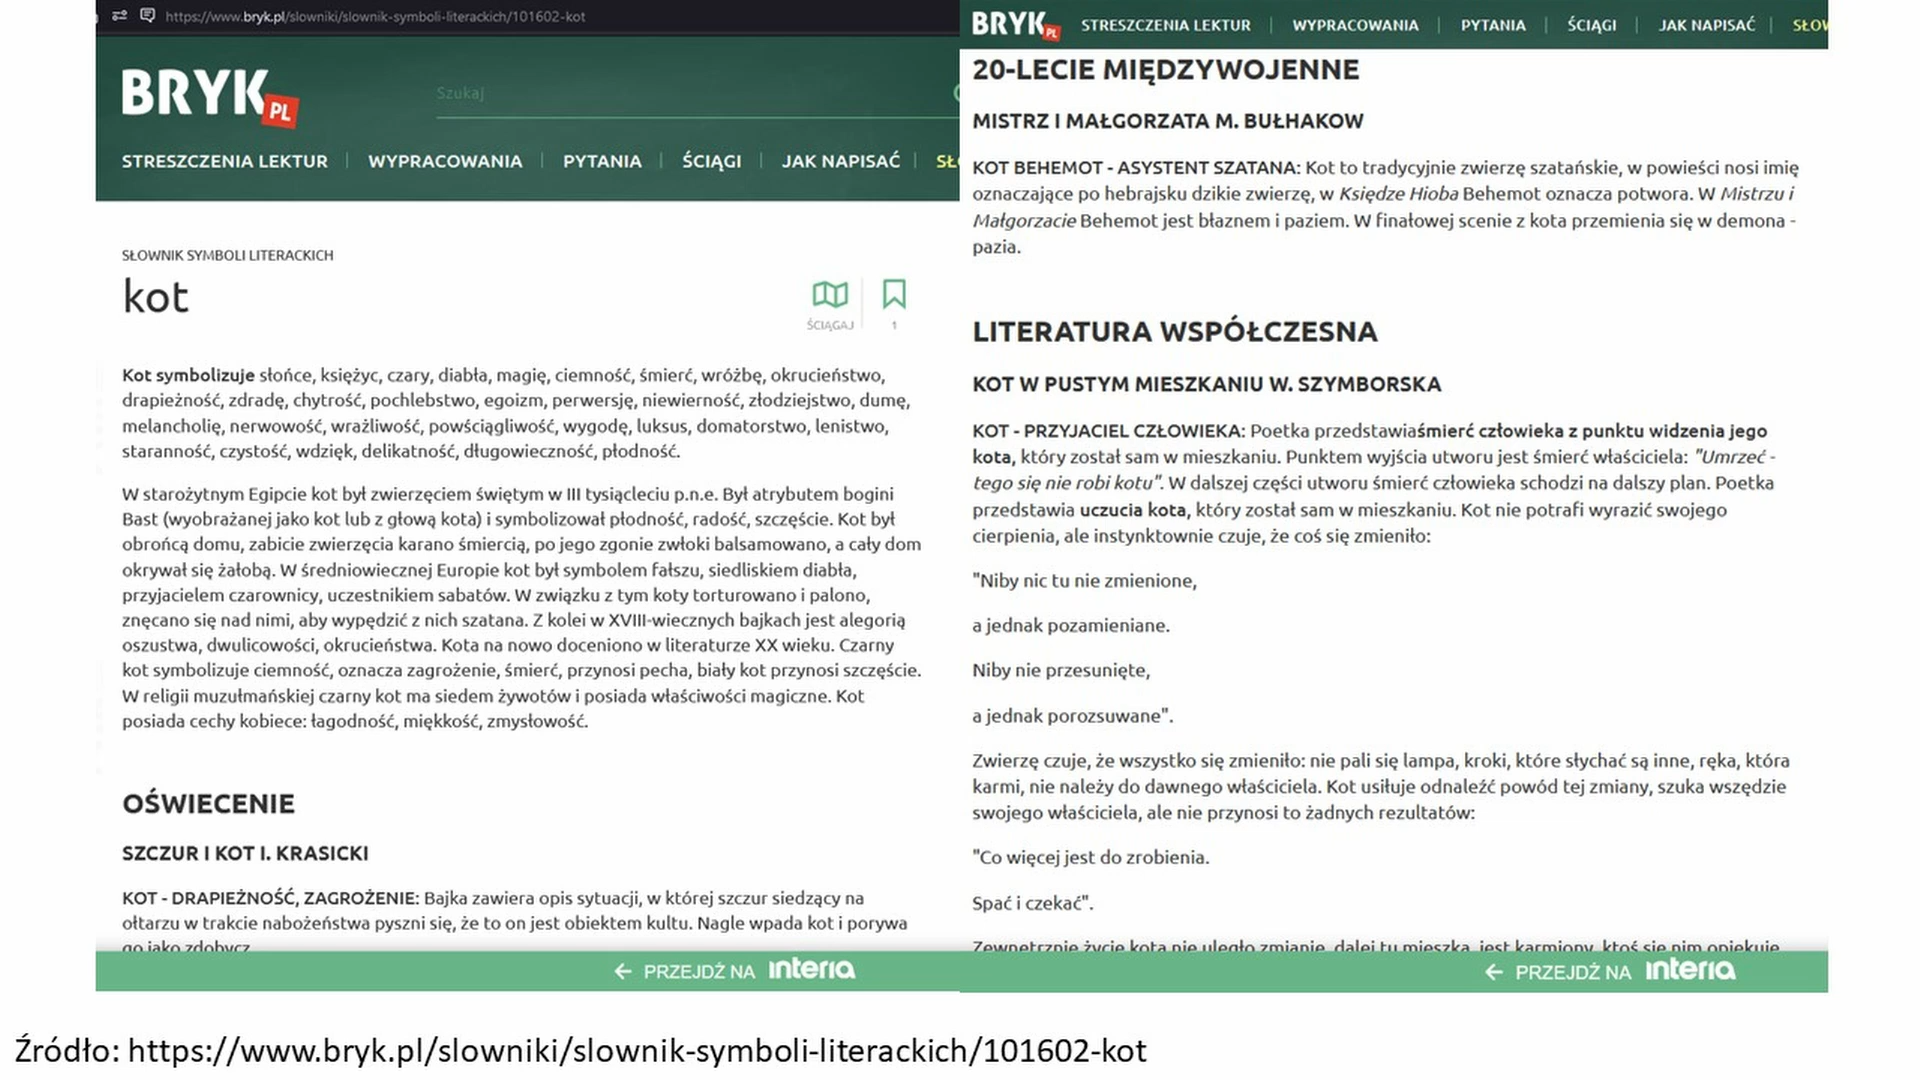 https://www.bryk.pl/slowniki/slownik-symboli-literackich/101602-kot
BRYK PL
Szukaj
STRESZCZENIA LEKTUR | WYPRACOWANIA | PYTANIA | ŚCIĄGI | JAK NAPISAĆ |
SŁOWNIK SYMBOLI LITERACKICH
kot
ŚCIĄGAJ
1
Kot symbolizuje słońce, księżyc, czary, diabła, magię, ciemność, śmierć, wróżbę, okrucieństwo,
drapieżność, zdradę, chytrość, pochlebstwo, egoizm, perwersję, niewierność, złodziejstwo, dumę,
melancholię, nerwowość, wrażliwość, powściągliwość, wygodę, luksus, domatorstwo, lenistwo,
staranność, czystość, wdzięk, delikatność, długowieczność, płodność.
W starożytnym Egipcie kot był zwierzęciem świętym w III tysiącleciu p.n.e. Był atrybutem bogini
Bast (wyobrażanej jako kot lub z głową kota) i symbolizował płodność, radość, szczęście. Kot był
obrońcą domu, zabicie zwierzęcia karano śmiercią, po jego zgonie zwłoki balsamowano, a cały dom
okrywał się żałobą. W średniowiecznej Europie kot był symbolem fałszu, siedliskiem diabła,
przyjacielem czarownicy, uczestnikiem sabatów. W związku z tym koty torturowano i palono,
znęcano się nad nimi, aby wypędzić z nich szatana. Z kolei w XVIII-wiecznych bajkach jest alegorią
oszustwa, dwulicowości, okrucieństwa. Kota na nowo doceniono w literaturze XX wieku. Czarny
kot symbolizuje ciemność, oznacza zagrożenie, śmierć, przynosi pecha, biały kot przynosi szczęście.
W religii muzułmańskiej czarny kot ma siedem żywotów i posiada właściwości magiczne. Kot
posiada cechy kobiece: łagodność, miękkość, zmysłowość.
OŚWIECENIE
SZCZUR I KOT I. KRASICKI
KOT - DRAPIEŻNOŚĆ, ZAGROŻENIE: Bajka zawiera opis sytuacji, w której szczur siedzący na
ołtarzu w trakcie nabożeństwa pyszni się, że to on jest obiektem kultu. Nagle wpada kot i porywa
go jako zdobycz
← PRZEJDŹ NA interia
BRYK PL STRESZCZENIA LEKTUR | WYPRACOWANIA | PYTANIA | ŚCIĄGI | JAK NAPISAĆ |
20-LECIE MIĘDZYWOJENNE
MISTRZ I MAŁGORZATA M. BUŁHAKOW
KOT BEHEMOT - ASYSTENT SZATANA: Kot to tradycyjnie zwierzę szatańskie, w powieści nosi imię
oznaczające po hebrajsku dzikie zwierzę, w Księdze Hioba Behemot oznacza potwora. W Mistrzu i
Małgorzacie Behemot jest błaznem i paziem. W finałowej scenie z kota przemienia się w demona -
pazia.
LITERATURA WSPÓŁCZESNA
KOT W PUSTYM MIESZKANIU W. SZYMBORSKA
KOT - PRZYJACIEL CZŁOWIEKA: Poetka przedstawiaśmierć człowieka z punktu widzenia jego
kota, który został sam w mieszkaniu. Punktem wyjścia utworu jest śmierć właściciela: "Umrzeć -
tego się nie robi kotu". W dalszej części utworu śmierć człowieka schodzi na dalszy plan. Poetka
przedstawia uczucia kota, który został sam w mieszkaniu. Kot nie potrafi wyrazić swojego
cierpienia, ale instynktownie czuje, że coś się zmieniło:
"Niby nic tu nie zmienione,
a jednak pozamieniane.
Niby nie przesunięte,
a jednak porozsuwane".
Zwierzę czuje, że wszystko się zmieniło: nie pali się lampa, kroki, które słychać są inne, ręka, która
karmi, nie należy do dawnego właściciela. Kot usiłuje odnaleźć powód tej zmiany, szuka wszędzie
swojego właściciela, ale nie przynosi to żadnych rezultatów:
"Co więcej jest do zrobienia.
Spać i czekać".
Zewnętrznie życie kota nie uległo zmianie, dalej tu mieszka, jest karmiony, ktoś się nim opiekuje
← PRZEJDŹ NA interia
Źródło: https://www.bryk.pl/slowniki/slownik-symboli-literackich/101602-kot